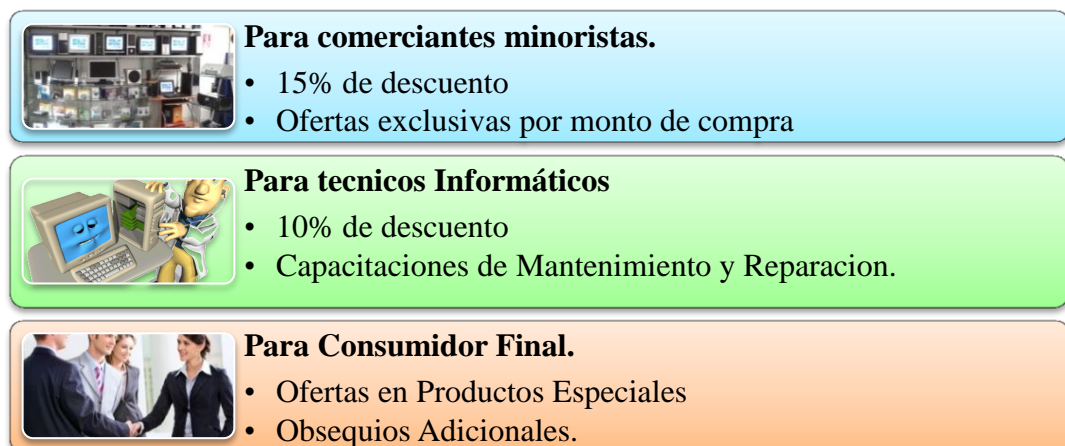 Para comerciantes minoristas.
• 15% de descuento
• Ofertas exclusivas por monto de compra
Para tecnicos Informáticos
• 10% de descuento
• Capacitaciones de Mantenimiento y Reparacion.
Para Consumidor Final.
• Ofertas en Productos Especiales
• Obsequios Adicionales.